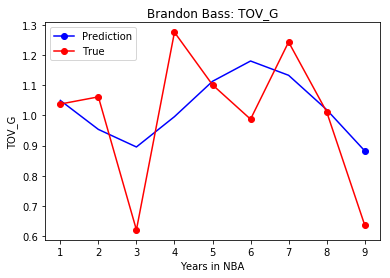 Brandon Bass: TOV_G
Prediction
True
1.3
1.2
1.1
1.0
0.9
0.8
0.7
0.6
TOV_G
1 2 3 4 5 6 7 8 9
Years in NBA